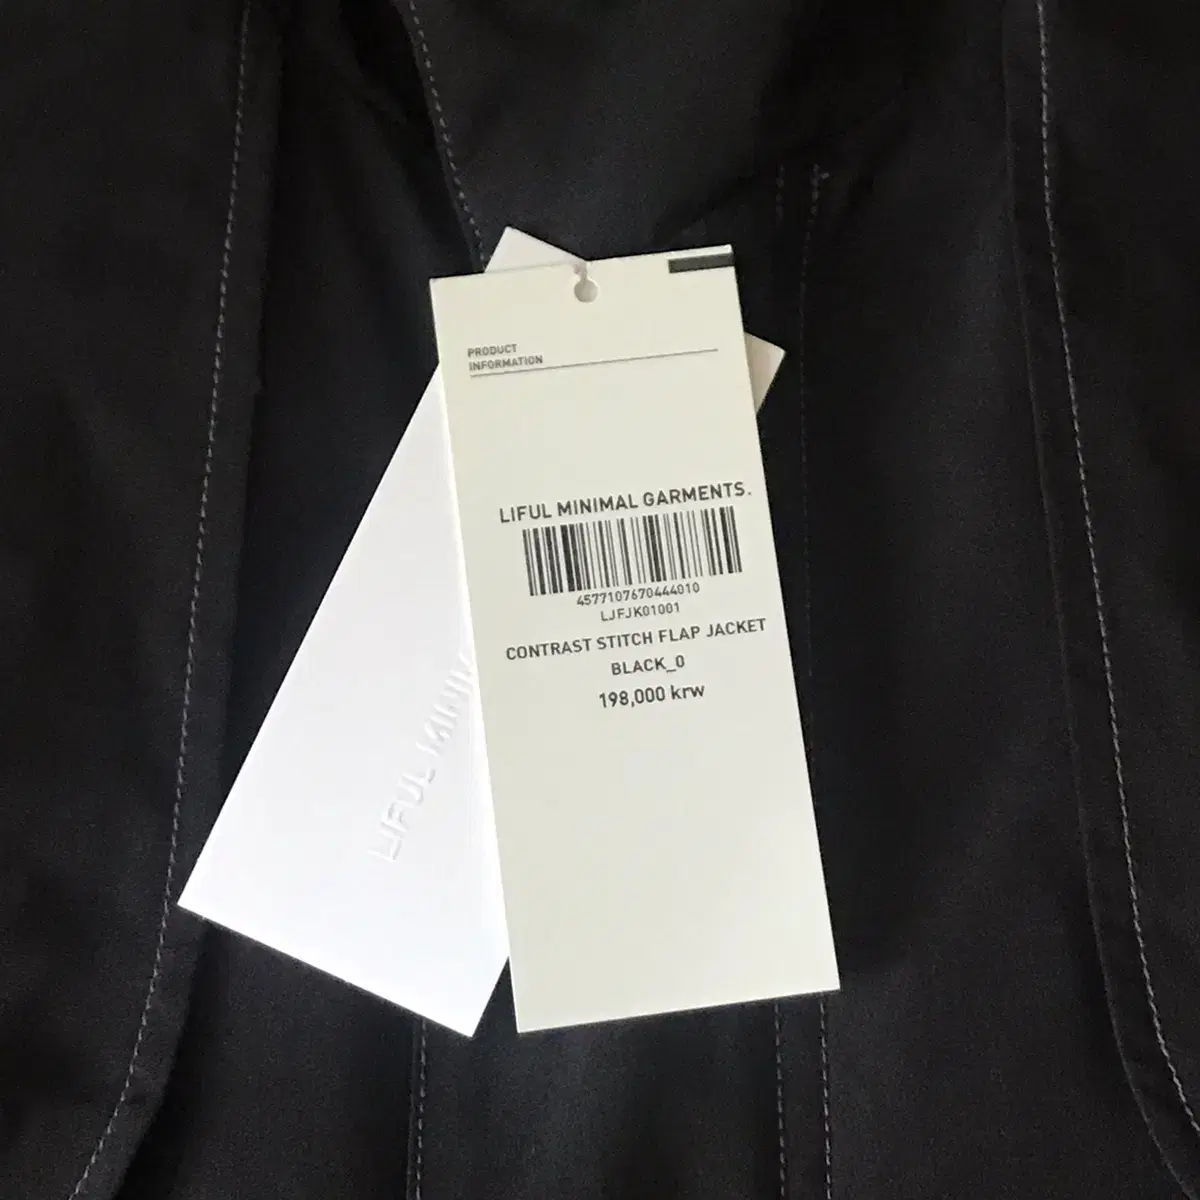 PRODUCT
INFORMATION
LIFUL MINIMAL GARMENTS.
4577107670444010
LJFJK01001
CONTRAST STITCH FLAP JACKET
BLACK_0
198,000 krw
LIFUL MINIM